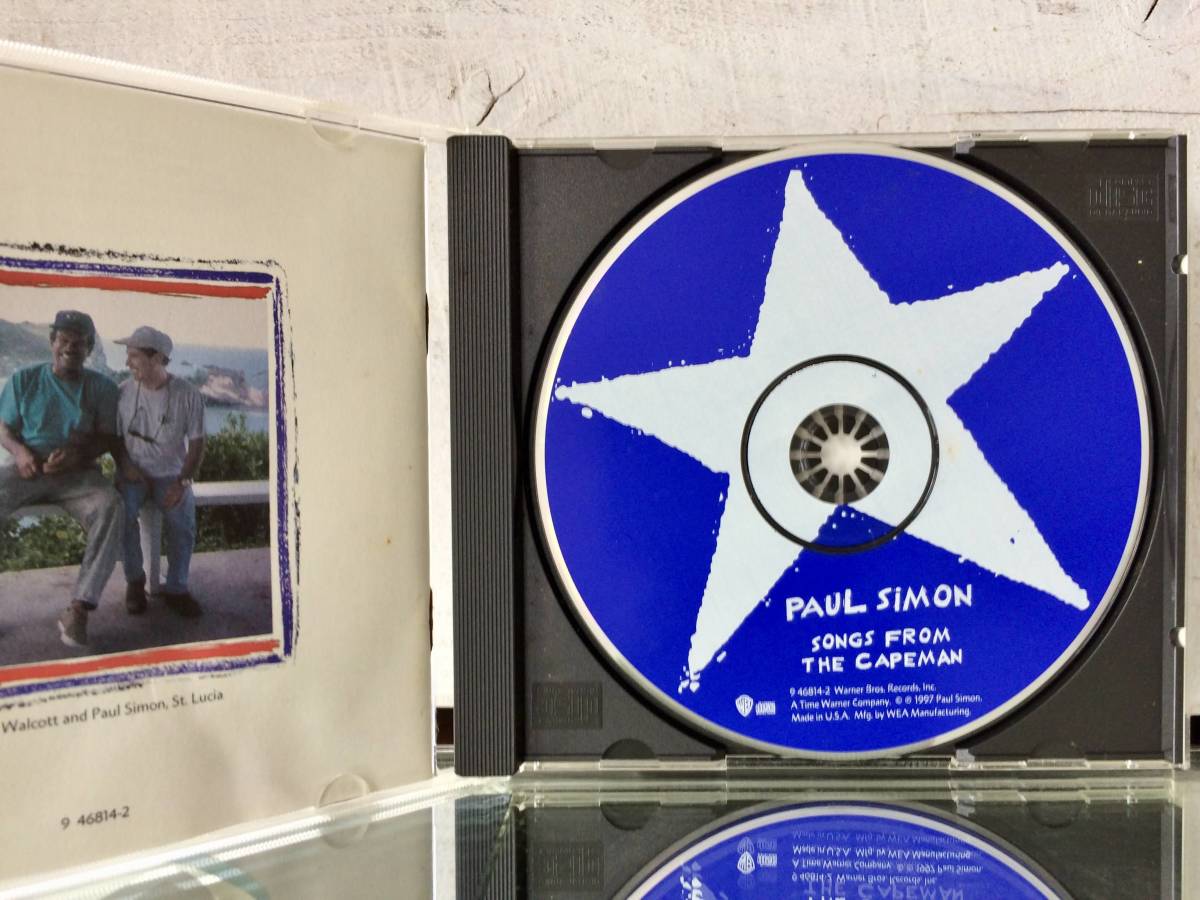 Walcott and Paul Simon, St. Lucia
9 46814-2
PAUL SiMON
SONGS FROM
THE CAPEMAN
9 46814-2 Warner Bros. Records, Inc.
A Time Warner Company. © ℗ 1997 Paul Simon.
Made in U.S.A. Mfg. by WEA Manufacturing.